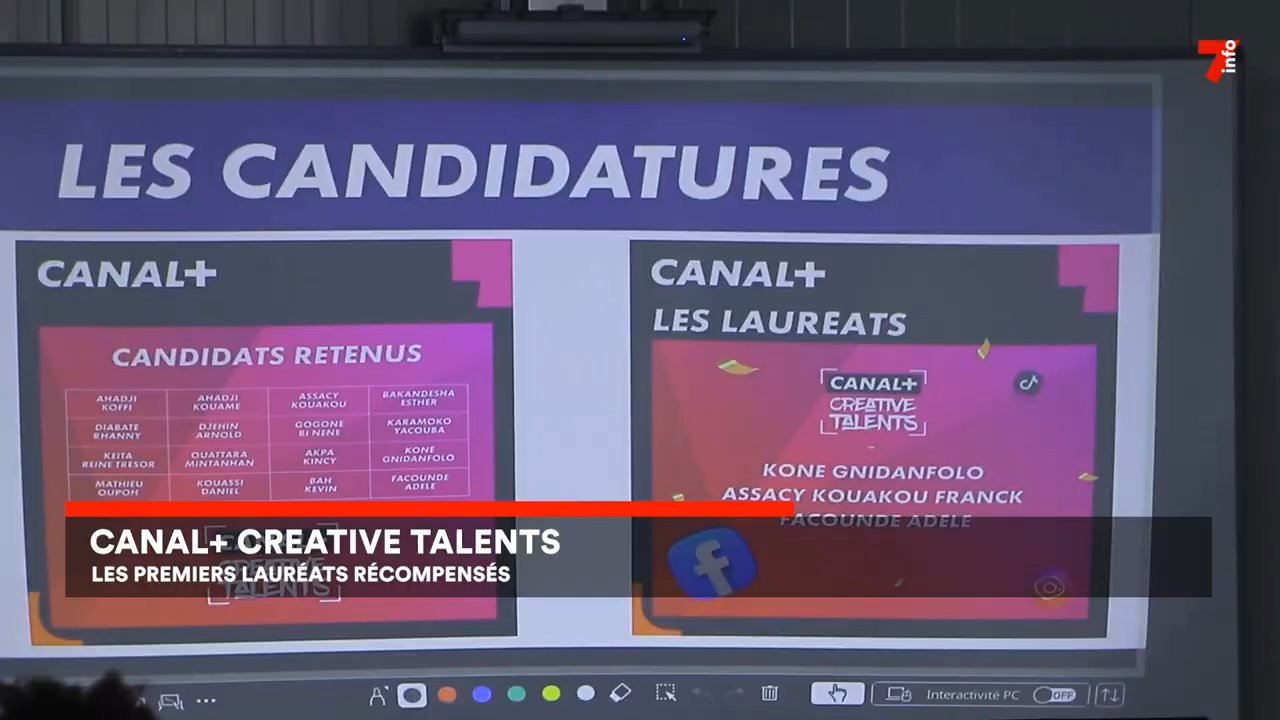 7 info
LES CANDIDATURES
CANAL+
CANDIDATS RETENUS
AHADJI KOFFI
AHADJI KOUAME
ASSACY KOUAKOU
BAKANDESHA ESTHER
DIABATE RHANNY
DJEHIN ARNOLD
GOGONE BI NENE
KARAMOKO YACOUBA
KEITA REINE TRESOR
OUATTARA MINTANHAN
AKPA KINCY
KONE GNIDANFOLO
MATHIEU OUPOH
KOUASSI DANIEL
BAH KEVIN
FACOUNDE ADELE
CANAL+
CREATIVE
TALENTS
CANAL+
LES LAUREATS
CANAL+
CREATIVE
TALENTS
KONE GNIDANFOLO
ASSACY KOUAKOU FRANCK
FACOUNDE ADELE
CANAL+ CREATIVE TALENTS
LES PREMIERS LAURÉATS RÉCOMPENSÉS
Interactivité PC OFF